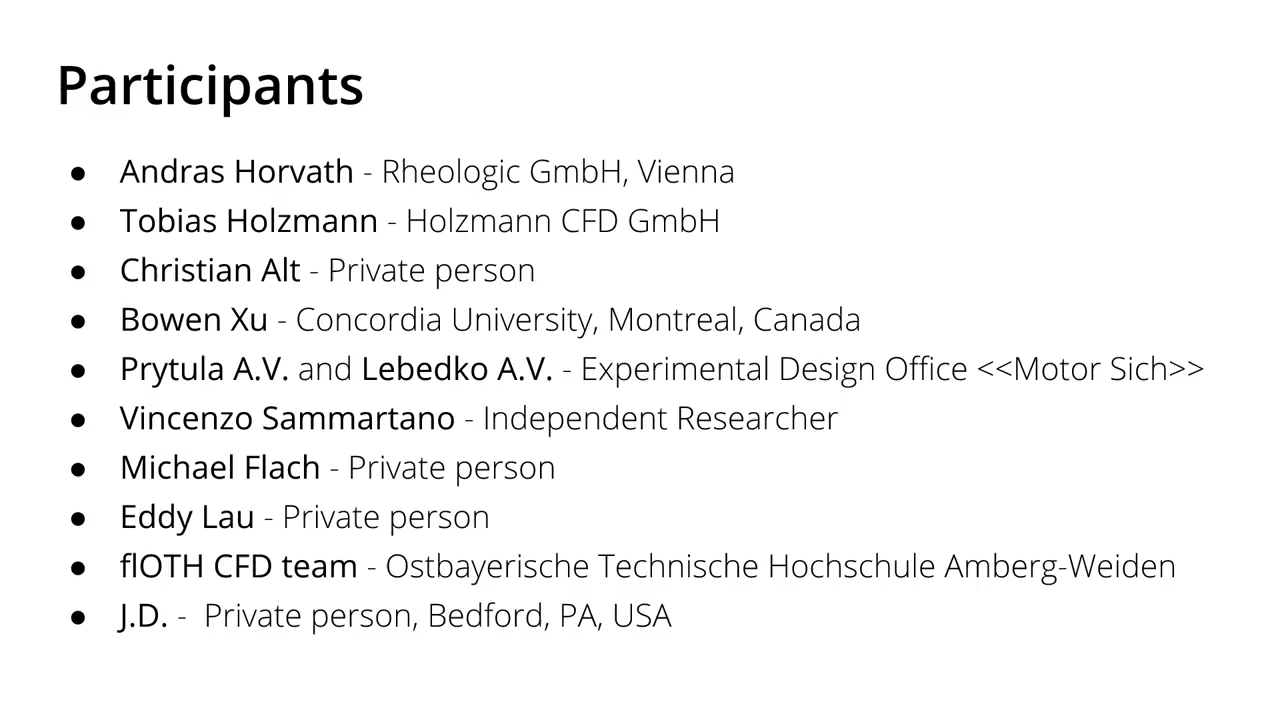 Participants
● Andras Horvath - Rheologic GmbH, Vienna
● Tobias Holzmann - Holzmann CFD GmbH
● Christian Alt - Private person
● Bowen Xu - Concordia University, Montreal, Canada
● Prytula A.V. and Lebedko A.V. - Experimental Design Office <<Motor Sich>>
● Vincenzo Sammartano - Independent Researcher
● Michael Flach - Private person
● Eddy Lau - Private person
● flOTH CFD team - Ostbayerische Technische Hochschule Amberg-Weiden
● J.D. - Private person, Bedford, PA, USA